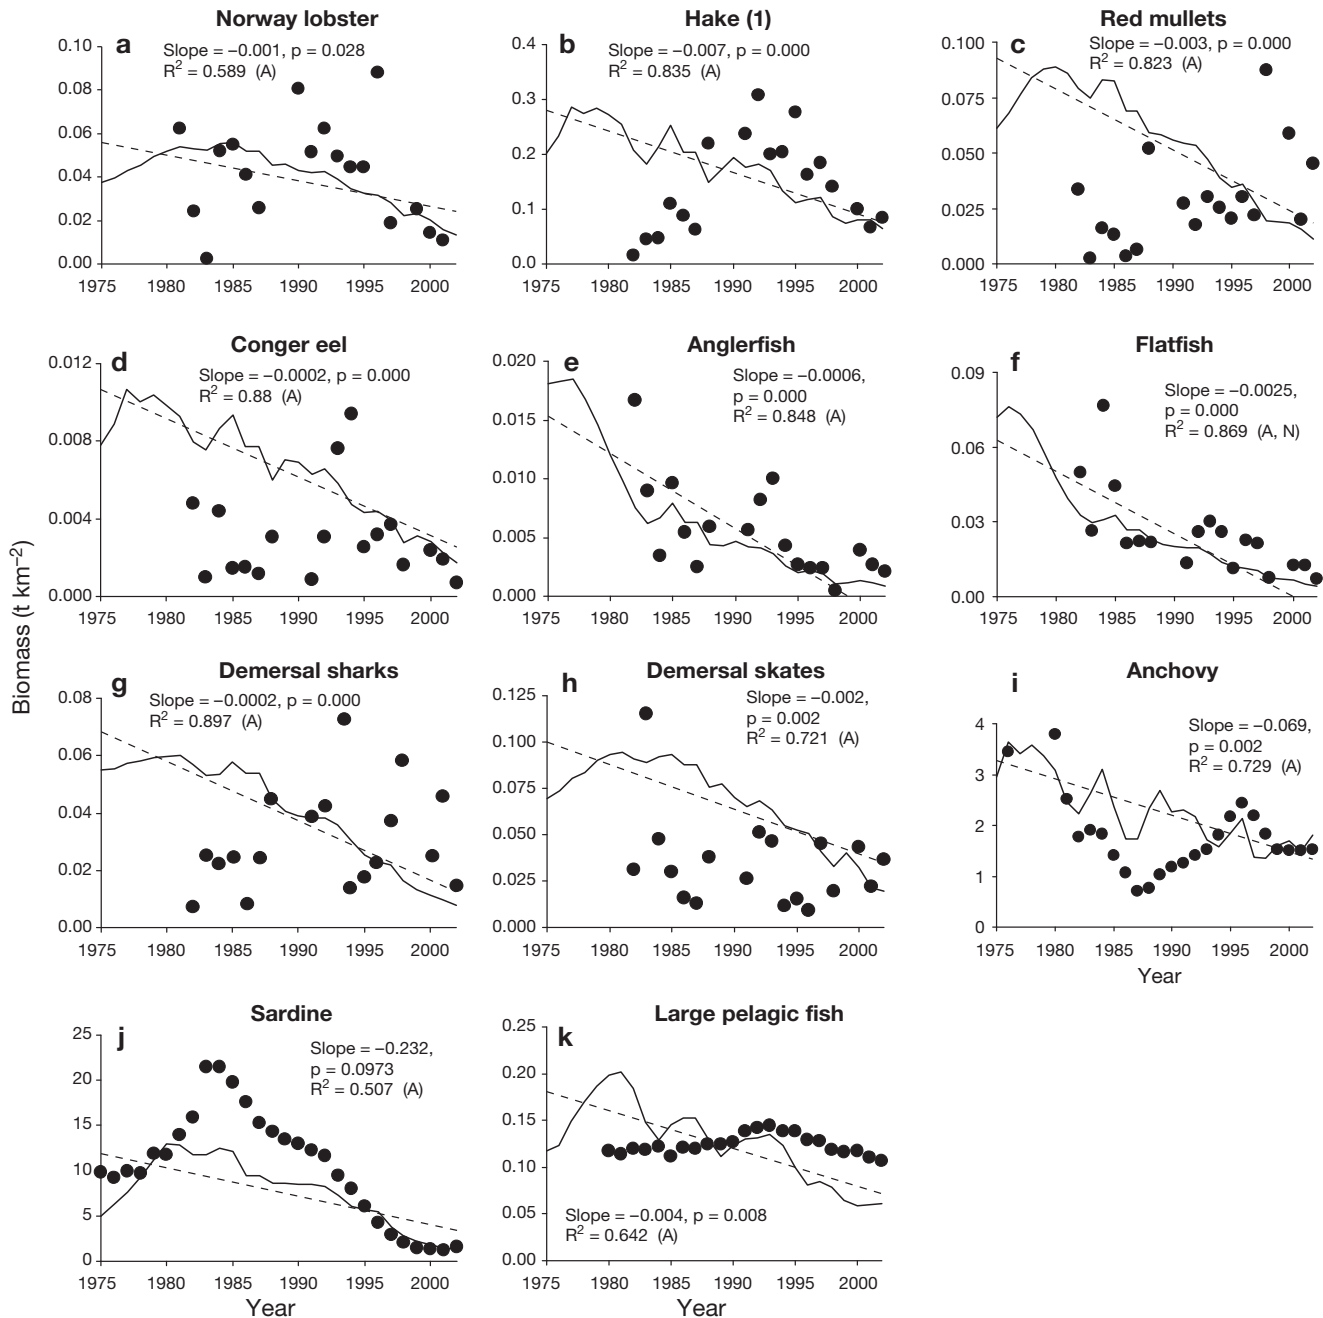 Biomass (t km–2)
Norway lobster
a
Slope = –0.001, p = 0.028
R2 = 0.589 (A)
0.10
0.08
0.06
0.04
0.02
0.00
1975 1980 1985 1990 1995 2000
Hake (1)
b
Slope = –0.007, p = 0.000
R2 = 0.835 (A)
0.4
0.3
0.2
0.1
0.0
1975 1980 1985 1990 1995 2000
Red mullets
c
Slope = –0.003, p = 0.000
R2 = 0.823 (A)
0.100
0.075
0.050
0.025
0.000
1975 1980 1985 1990 1995 2000
Conger eel
d
Slope = –0.0002, p = 0.000
R2 = 0.88 (A)
0.012
0.008
0.004
0.000
1975 1980 1985 1990 1995 2000
Anglerfish
e
Slope = –0.0006,
p = 0.000
R2 = 0.848 (A)
0.020
0.015
0.010
0.005
0.000
1975 1980 1985 1990 1995 2000
Flatfish
f
Slope = –0.0025,
p = 0.000
R2 = 0.869 (A, N)
0.09
0.06
0.03
0.00
1975 1980 1985 1990 1995 2000
Demersal sharks
g
Slope = –0.0002, p = 0.000
R2 = 0.897 (A)
0.08
0.06
0.04
0.02
0.00
1975 1980 1985 1990 1995 2000
Demersal skates
h
Slope = –0.002,
p = 0.002
R2 = 0.721 (A)
0.125
0.100
0.075
0.050
0.025
0.000
1975 1980 1985 1990 1995 2000
Anchovy
i
Slope = –0.069,
p = 0.002
R2 = 0.729 (A)
4
3
2
1
0
1975 1980 1985 1990 1995 2000
Year
Sardine
j
Slope = –0.232,
p = 0.0973
R2 = 0.507 (A)
25
20
15
10
5
0
1975 1980 1985 1990 1995 2000
Year
Large pelagic fish
k
0.25
0.20
0.15
0.10
0.05
0.00
Slope = –0.004, p = 0.008
R2 = 0.642 (A)
1975 1980 1985 1990 1995 2000
Year